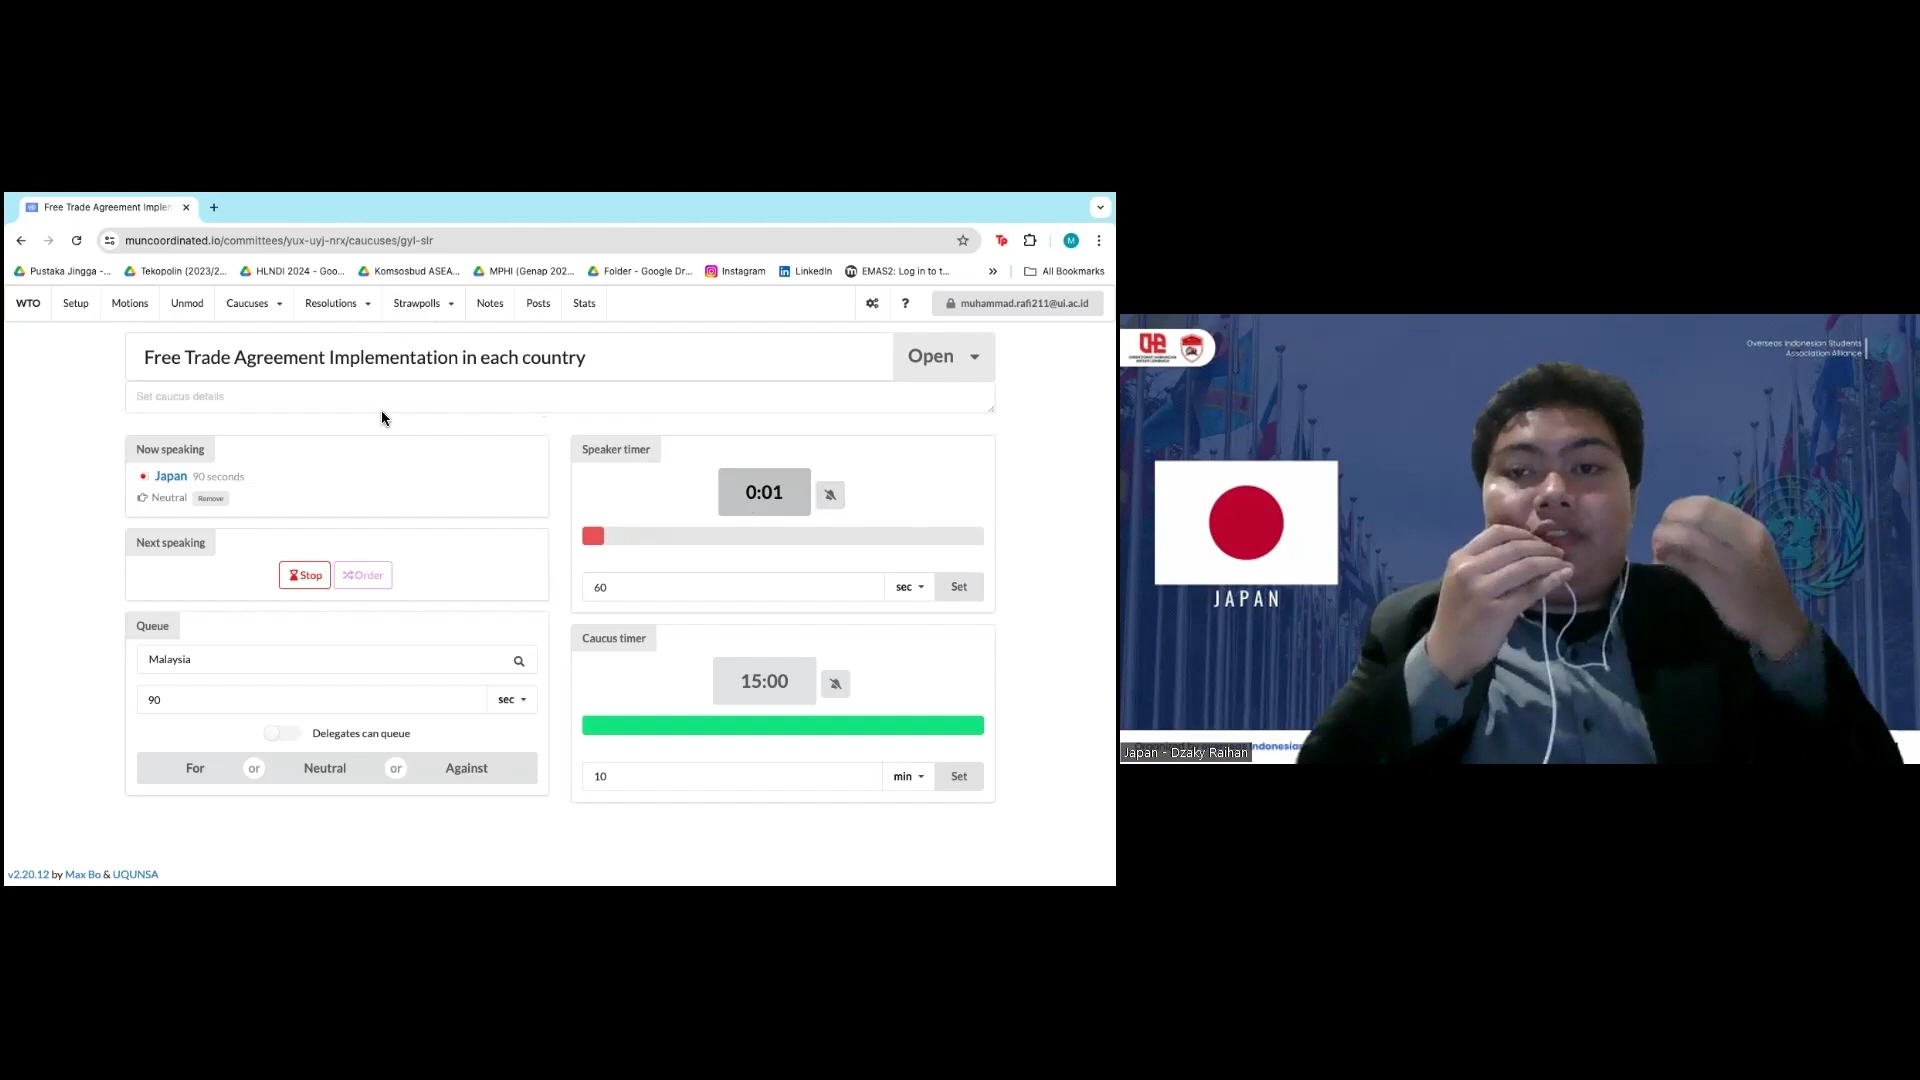 Free Trade Agreement Implen
muncoordinated.io/committees/yux-uyj-nrx/caucuses/gyl-slr
Pustaka Jingga -...
Tekopolin (2023/2...
HLNDI 2024 - Goo...
Komsosbud ASEA...
MPHI (Genap 202...
Folder - Google Dr...
Instagram
LinkedIn
EMAS2: Log in to t...
»
All Bookmarks
WTO
Setup
Motions
Unmod
Caucuses
Resolutions
Strawpolls
Notes
Posts
Stats
?
muhammad.rafi211@ui.ac.id
Free Trade Agreement Implementation in each country
Open
Set caucus details
Now speaking
Japan 90 seconds
Neutral Remove
Next speaking
Stop
Order
Queue
Malaysia
90
sec
Delegates can queue
For or Neutral or Against
Speaker timer
0:01
60
sec
Set
Caucus timer
15:00
10
min
Set
v2.20.12 by Max Bo & UQUNSA
Overseas Indonesian Students
Association Alliance
JAPAN
Japan - Dzaky Raihan